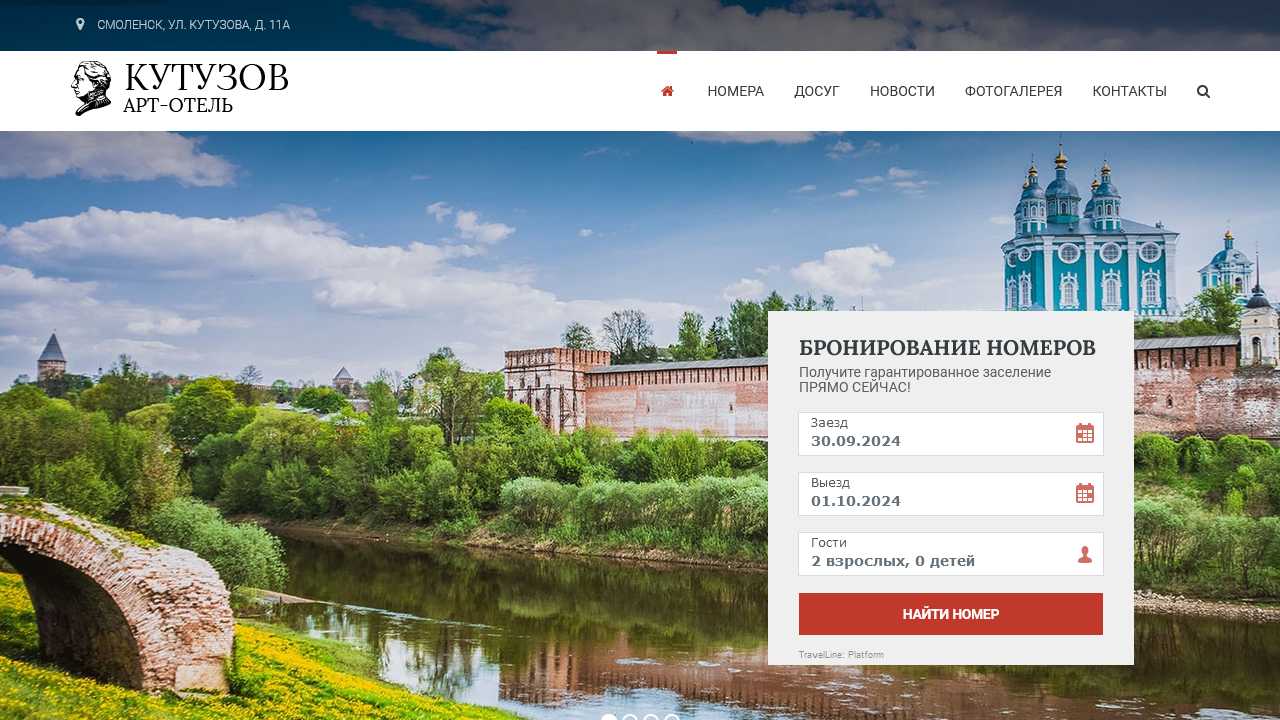 СМОЛЕНСК, УЛ. КУТУЗОВА, Д. 11А
КУТУЗОВ
АРТ-ОТЕЛЬ
НОМЕРА ДОСУГ НОВОСТИ ФОТОГАЛЕРЕЯ КОНТАКТЫ
БРОНИРОВАНИЕ НОМЕРОВ
Получите гарантированное заселение
ПРЯМО СЕЙЧАС!
Заезд
30.09.2024
Выезд
01.10.2024
Гости
2 взрослых, 0 детей
НАЙТИ НОМЕР
TravelLine: Platform